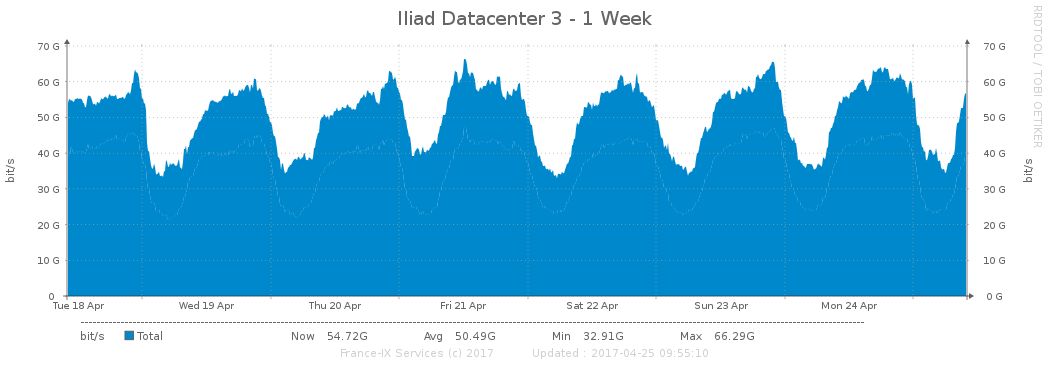 Iliad Datacenter 3 - 1 Week
RRDTOOL / TOBI OETIKER
70 G 70 G
60 G 60 G
50 G 50 G
40 G 40 G
30 G 30 G
20 G 20 G
10 G 10 G
0 0 G
bit/s bit/s
Tue 18 Apr Wed 19 Apr Thu 20 Apr Fri 21 Apr Sat 22 Apr Sun 23 Apr Mon 24 Apr
bit/s Total Now 54.72G Avg 50.49G Min 32.91G Max 66.29G
France-IX Services (c) 2017 Updated : 2017-04-25 09:55:10